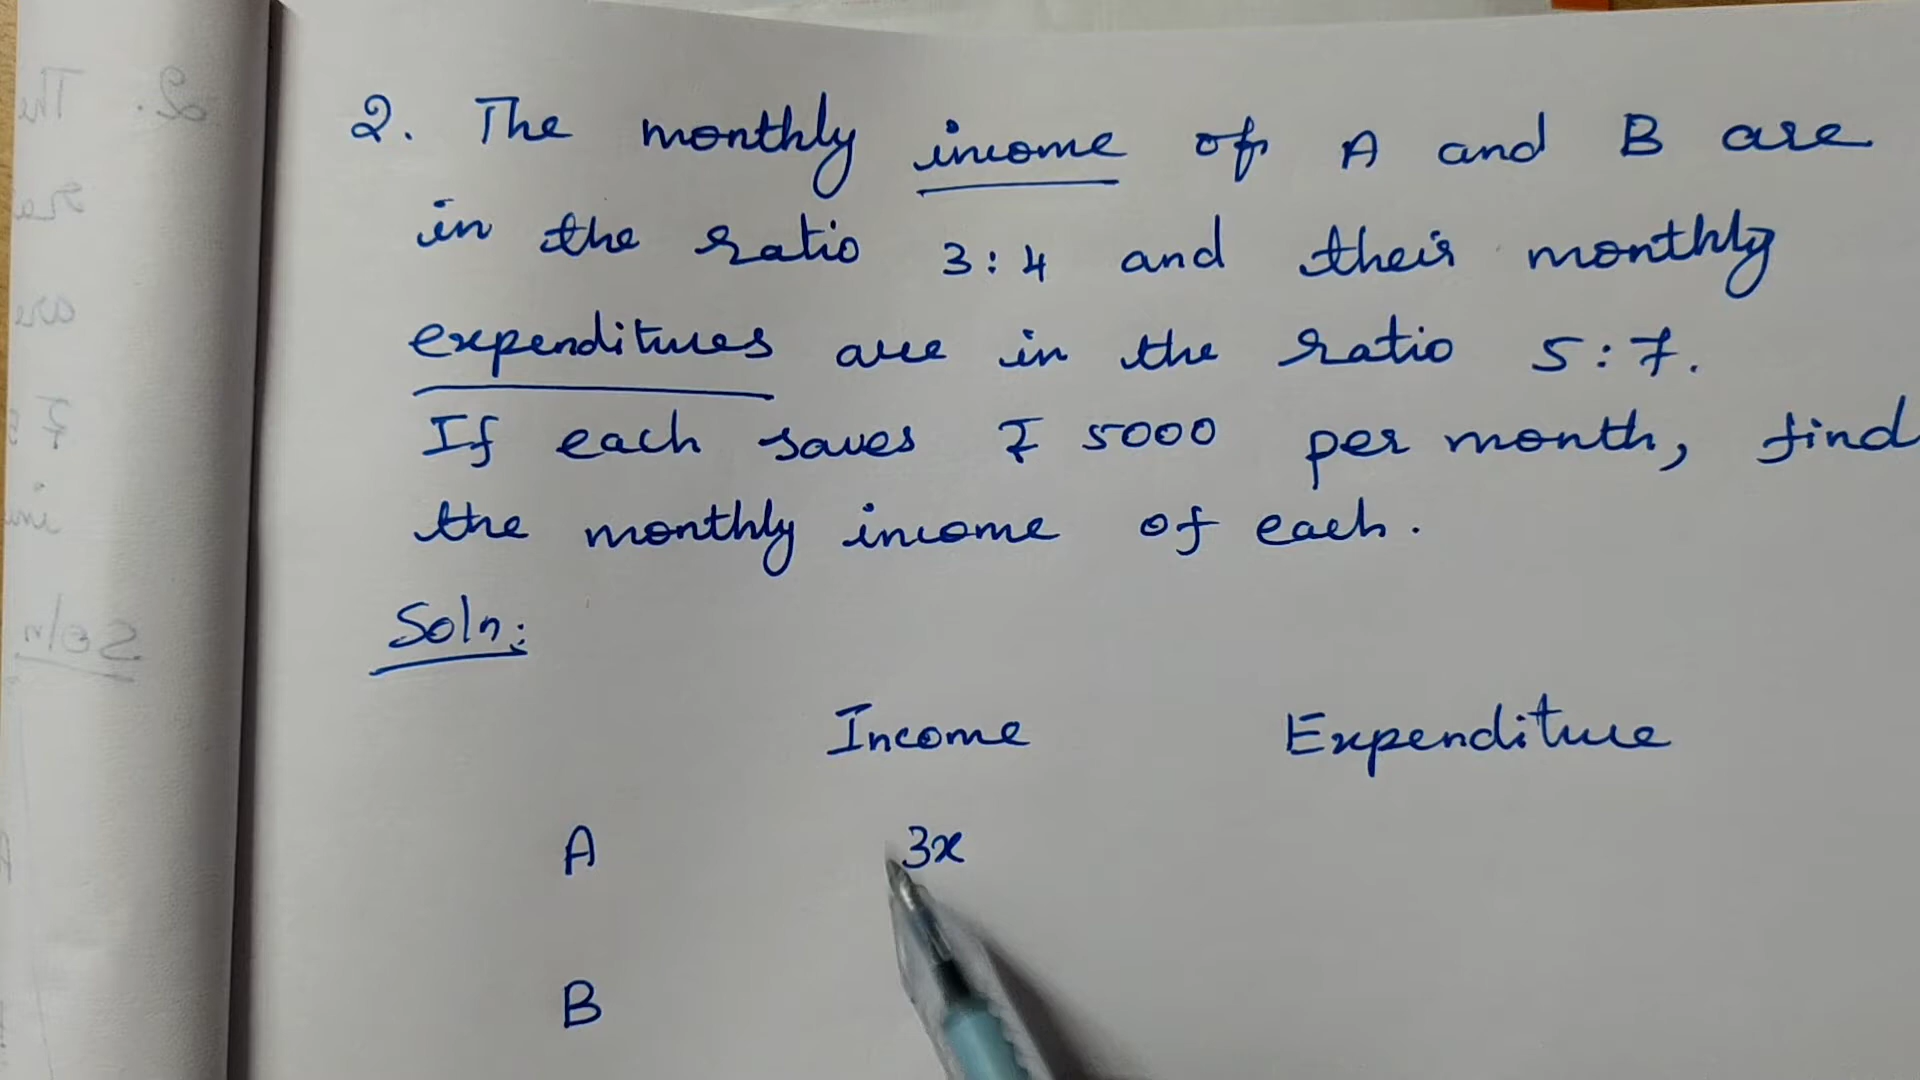 2. The monthly income of A and B are
in the ratio 3:4 and their monthly
expenditures are in the ratio 5:7.
If each saves ₹ 5000 per month, find
the monthly income of each.
Soln:
Income Expenditure
A 3x
B